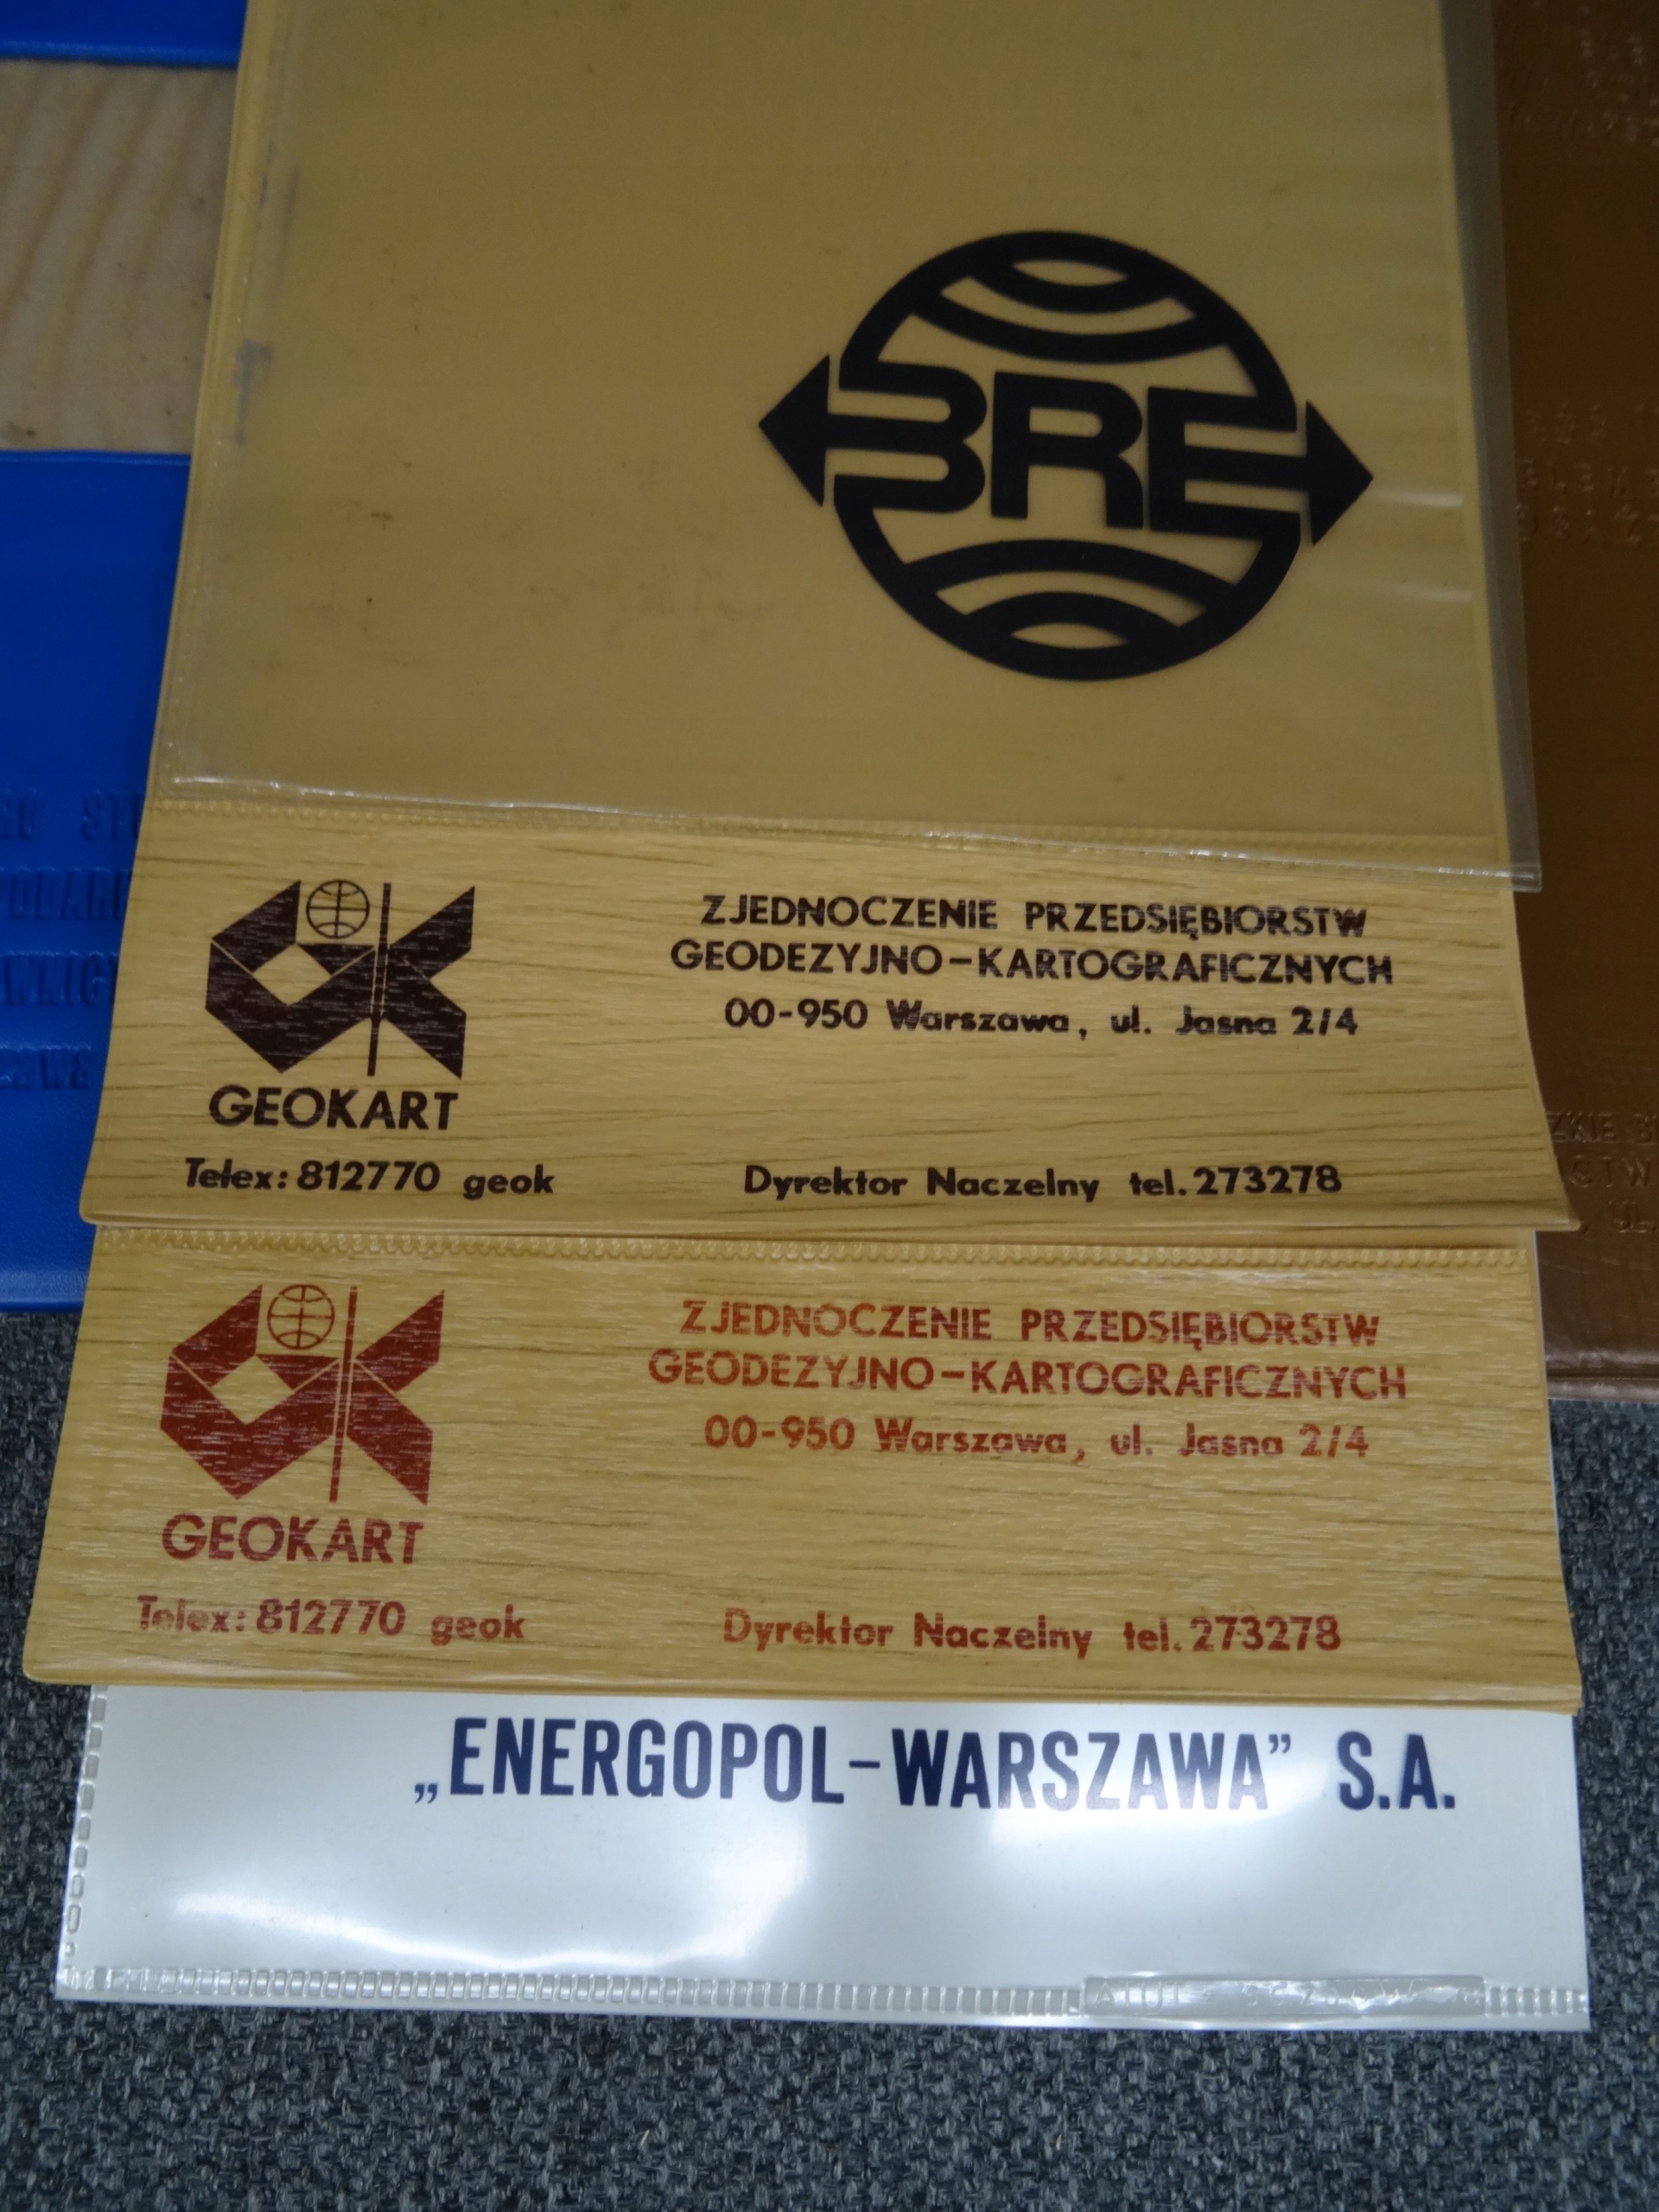 BRE
ZJEDNOCZENIE PRZEDSIĘBIORSTW
GEODEZYJNO-KARTOGRAFICZNYCH
00-950 Warszawa, ul. Jasna 2/4
GEOKART
Telex: 812770 geok Dyrektor Naczelny tel. 273278
ZJEDNOCZENIE PRZEDSIĘBIORSTW
GEODEZYJNO-KARTOGRAFICZNYCH
00-950 Warszawa, ul. Jasna 2/4
GEOKART
Telex: 812770 geok Dyrektor Naczelny tel. 273278
„ENERGOPOL-WARSZAWA” S.A.